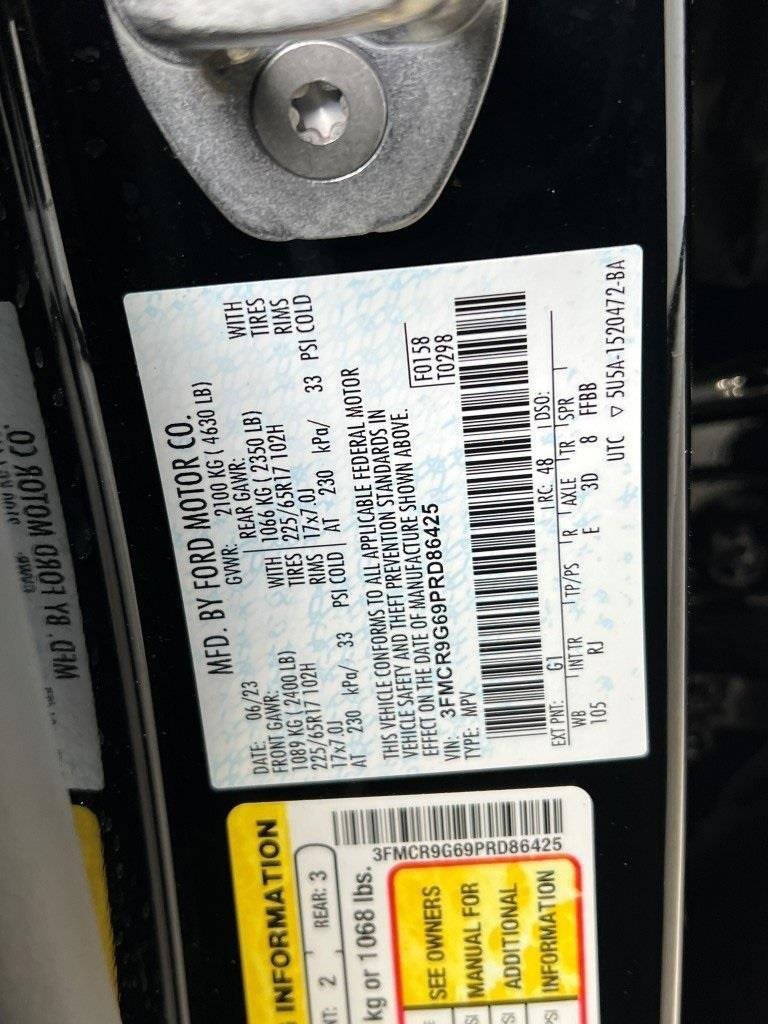 MFD. BY FORD MOTOR CO.
DATE: 06/23 GVWR: 2100 KG ( 4630 LB)
FRONT GAWR: REAR GAWR: WITH
1089 KG ( 2400 LB) WITH 1066 KG ( 2350 LB) TIRES
225/65R17 102H TIRES 225/65R17 102H RIMS
17x7.0J RIMS 17x7.0J
AT 230 kPa/ 33 PSI COLD AT 230 kPa/ 33 PSI COLD
THIS VEHICLE CONFORMS TO ALL APPLICABLE FEDERAL MOTOR
VEHICLE SAFETY AND THEFT PREVENTION STANDARDS IN
EFFECT ON THE DATE OF MANUFACTURE SHOWN ABOVE.
VIN: 3FMCR9G69PRD86425 F0158
TYPE: MPV T0298
EXT PNT: G1 RC: 48 DSO:
WB INT TR TP/PS R AXLE TR SPR
105 RJ E 3D 8 FFBB
UTC ▽ 5U5A-1520472-BA
INFORMATION
2 REAR: 3
kg or 1068 lbs.
3FMCR9G69PRD86425
SEE OWNERS
MANUAL FOR
ADDITIONAL
INFORMATION
MFD. BY FORD MOTOR CO.